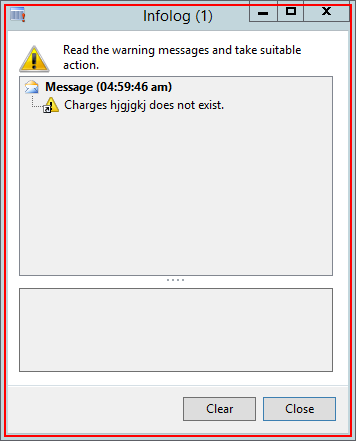 Infolog (1)
Read the warning messages and take suitable
action.
Message (04:59:46 am)
Charges hjgjgkj does not exist.
Clear
Close